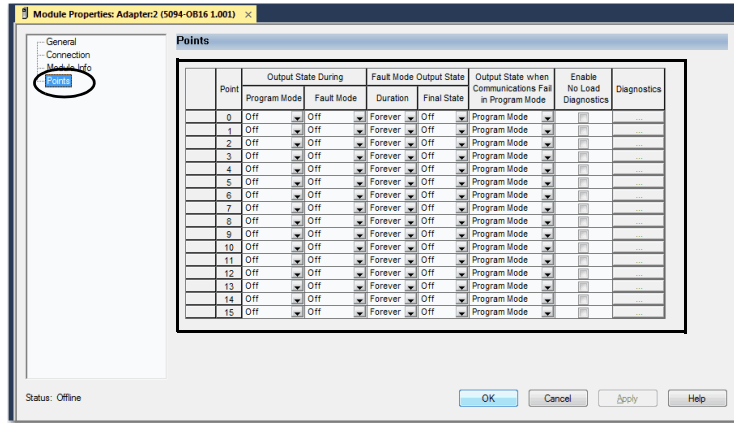 Module Properties: Adapter:2 (5094-OB16 1.001) ×
General
Connection
Module Info
Points
Points
Point
Output State During
Program Mode
Fault Mode
Fault Mode Output State
Duration
Final State
Output State when
Communications Fail
in Program Mode
Enable
No Load
Diagnostics
Diagnostics
0 Off Off Forever Off Program Mode ...
1 Off Off Forever Off Program Mode ...
2 Off Off Forever Off Program Mode ...
3 Off Off Forever Off Program Mode ...
4 Off Off Forever Off Program Mode ...
5 Off Off Forever Off Program Mode ...
6 Off Off Forever Off Program Mode ...
7 Off Off Forever Off Program Mode ...
8 Off Off Forever Off Program Mode ...
9 Off Off Forever Off Program Mode ...
10 Off Off Forever Off Program Mode ...
11 Off Off Forever Off Program Mode ...
12 Off Off Forever Off Program Mode ...
13 Off Off Forever Off Program Mode ...
14 Off Off Forever Off Program Mode ...
15 Off Off Forever Off Program Mode ...
Status: Offline
OK
Cancel
Apply
Help